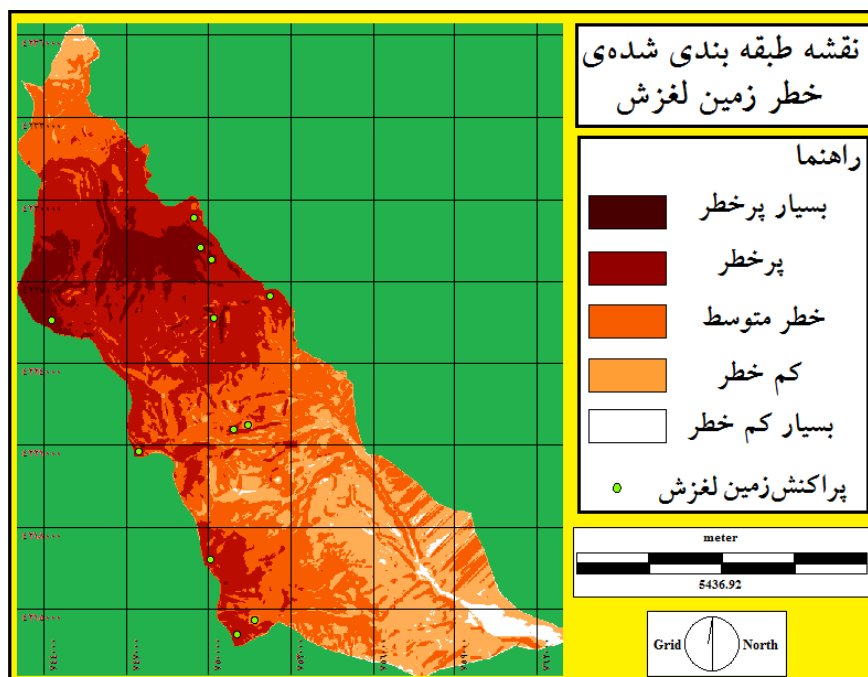 نقشه طبقه بندی شده‌ی
خطر زمین لغزش
راهنما
بسیار پرخطر
پرخطر
خطر متوسط
کم خطر
بسیار کم خطر
پراکنش زمین لغزش
meter
5436.92
Grid North